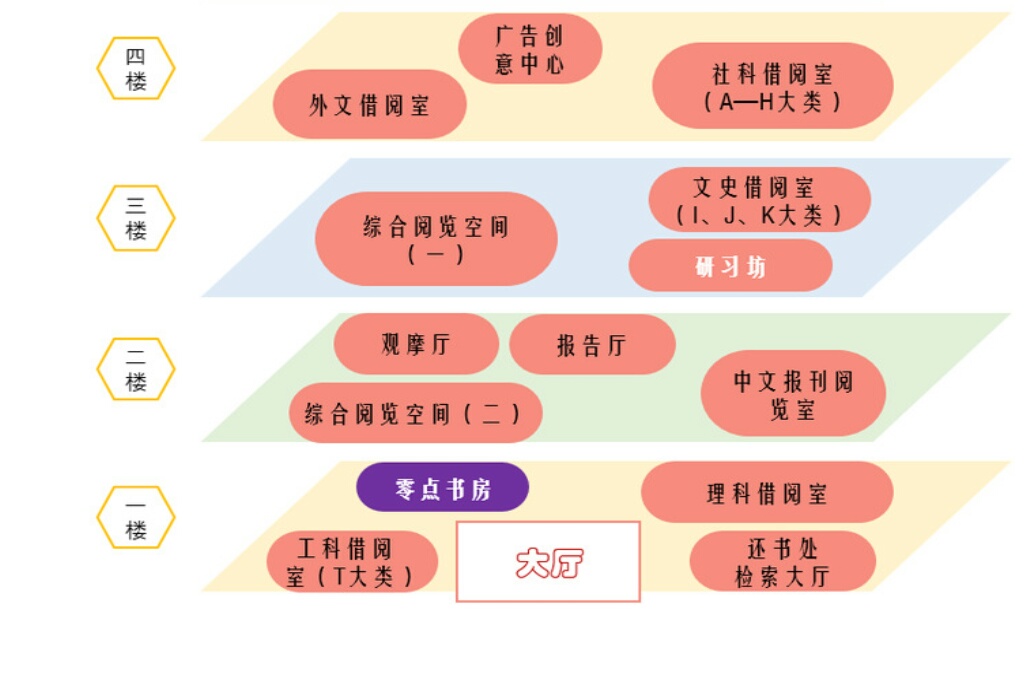 四
楼
广告创
意中心
外文借阅室
社科借阅室
（A—H大类）
三
楼
综合阅览空间
（一）
文史借阅室
（I、J、K大类）
研习坊
二
楼
观摩厅
报告厅
综合阅览空间（二）
中文报刊阅
览室
一
楼
零点书房
理科借阅室
工科借阅
室（T大类）
大厅
还书处
检索大厅